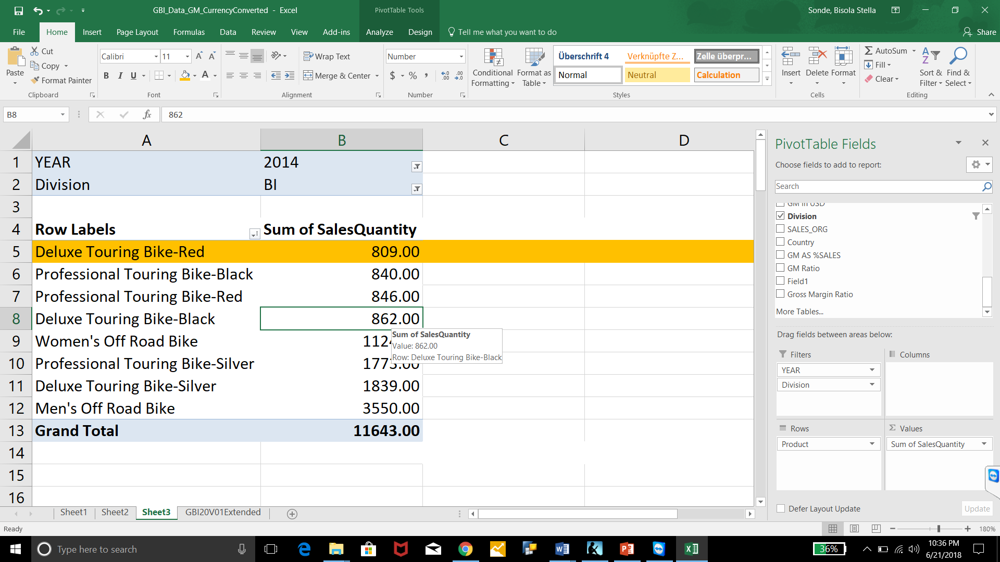 GBI_Data_GM_CurrencyConverted - Excel
PivotTable Tools
Sonde, Bisola Stella
File Home Insert Page Layout Formulas Data Review View Add-ins Analyze Design Tell me what you want to do Share
Paste
Cut
Copy
Format Painter
Clipboard
Calibri 11
B I U
Font
Wrap Text
Merge & Center
Alignment
Number
$ % ,
Number
Conditional Formatting
Format as Table
Überschrift 4 Verknüpfte Z... Zelle überpr...
Normal Neutral Calculation
Styles
Insert Delete Format
Cells
AutoSum
Fill
Clear
Sort & Filter
Find & Select
Editing
B8 fx 862
A B C D
1 YEAR 2014
2 Division BI
3
4 Row Labels Sum of SalesQuantity
5 Deluxe Touring Bike-Red 809.00
6 Professional Touring Bike-Black 840.00
7 Professional Touring Bike-Red 846.00
8 Deluxe Touring Bike-Black 862.00
9 Women's Off Road Bike
10 Professional Touring Bike-Silver 1773.00
11 Deluxe Touring Bike-Silver 1839.00
12 Men's Off Road Bike 3550.00
13 Grand Total 11643.00
14
15
16
Sum of SalesQuantity
Value: 862.00
Row: Deluxe Touring Bike-Black
PivotTable Fields
Choose fields to add to report:
Search
GM in USD
Division
SALES_ORG
Country
GM AS %SALES
GM Ratio
Field1
Gross Margin Ratio
More Tables...
Drag fields between areas below:
Filters
YEAR
Division
Columns
Rows
Product
Values
Sum of SalesQuantity
Defer Layout Update Update
Sheet1 Sheet2 Sheet3 GBI20V01Extended
Ready
180%
Type here to search
36%
10:36 PM
6/21/2018